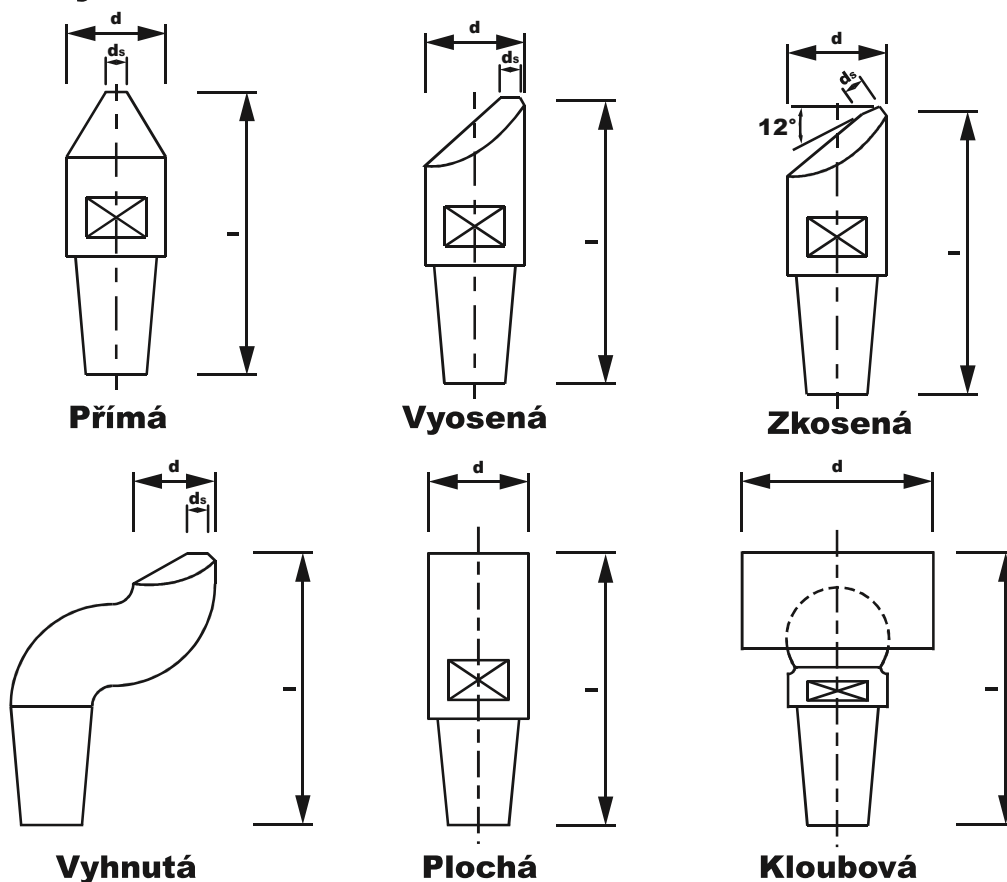 d
ds
l
Přímá
d
ds
l
Vyosená
d
ds
12°
l
Zkosená
d
ds
l
Vyhnutá
d
l
Plochá
d
l
Kloubová